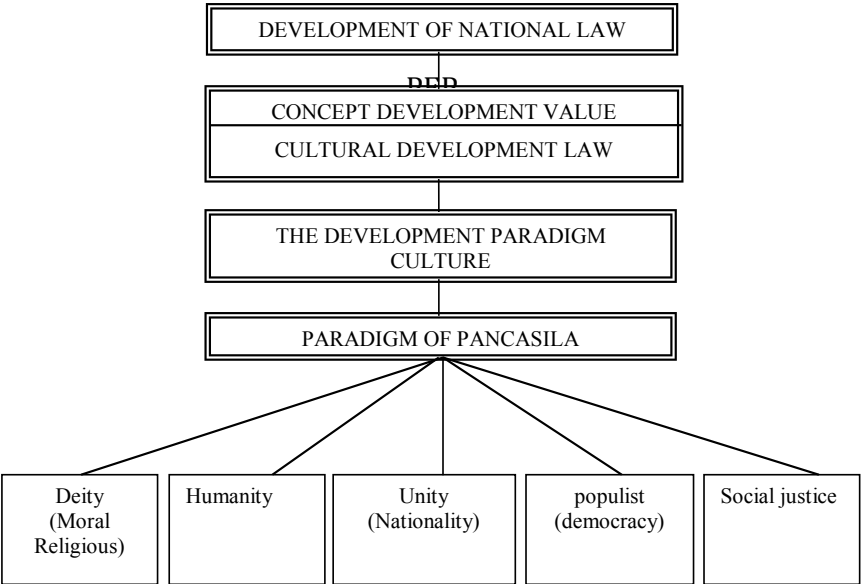 DEVELOPMENT OF NATIONAL LAW
CONCEPT DEVELOPMENT VALUE
CULTURAL DEVELOPMENT LAW
THE DEVELOPMENT PARADIGM
CULTURE
PARADIGM OF PANCASILA
Deity
(Moral
Religious)
Humanity
Unity
(Nationality)
populist
(democracy)
Social justice